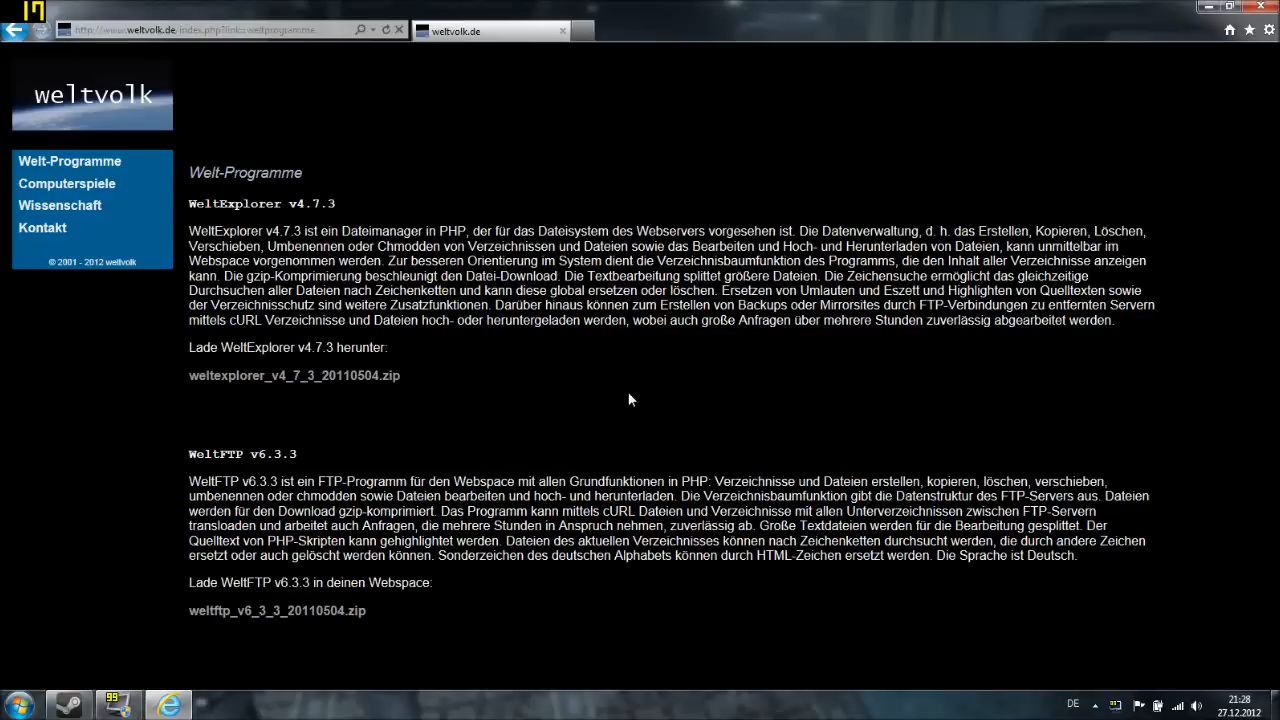 17
http://www.weltvolk.de/index.php?link=weltprogramme
weltvolk.de
weltvolk
Welt-Programme
Computerspiele
Wissenschaft
Kontakt
© 2001 - 2012 weltvolk
Welt-Programme
WeltExplorer v4.7.3
WeltExplorer v4.7.3 ist ein Dateimanager in PHP, der für das Dateisystem des Webservers vorgesehen ist. Die Datenverwaltung, d. h. das Erstellen, Kopieren, Löschen,
Verschieben, Umbenennen oder Chmodden von Verzeichnissen und Dateien sowie das Bearbeiten und Hoch- und Herunterladen von Dateien, kann unmittelbar im
Webspace vorgenommen werden. Zur besseren Orientierung im System dient die Verzeichnisbaumfunktion des Programms, die den Inhalt aller Verzeichnisse anzeigen
kann. Die gzip-Komprimierung beschleunigt den Datei-Download. Die Textbearbeitung splittet größere Dateien. Die Zeichensuche ermöglicht das gleichzeitige
Durchsuchen aller Dateien nach Zeichenketten und kann diese global ersetzen oder löschen. Ersetzen von Umlauten und Eszett und Highlighten von Quelltexten sowie
der Verzeichnisschutz sind weitere Zusatzfunktionen. Darüber hinaus können zum Erstellen von Backups oder Mirrorsites durch FTP-Verbindungen zu entfernten Servern
mittels cURL Verzeichnisse und Dateien hoch- oder heruntergeladen werden, wobei auch große Anfragen über mehrere Stunden zuverlässig abgearbeitet werden.
Lade WeltExplorer v4.7.3 herunter:
weltexplorer_v4_7_3_20110504.zip
WeltFTP v6.3.3
WeltFTP v6.3.3 ist ein FTP-Programm für den Webspace mit allen Grundfunktionen in PHP: Verzeichnisse und Dateien erstellen, kopieren, löschen, verschieben,
umbenennen oder chmodden sowie Dateien bearbeiten und hoch- und herunterladen. Die Verzeichnisbaumfunktion gibt die Datenstruktur des FTP-Servers aus. Dateien
werden für den Download gzip-komprimiert. Das Programm kann mittels cURL Dateien und Verzeichnisse mit allen Unterverzeichnissen zwischen FTP-Servern
transloaden und arbeitet auch Anfragen, die mehrere Stunden in Anspruch nehmen, zuverlässig ab. Große Textdateien werden für die Bearbeitung gesplittet. Der
Quelltext von PHP-Skripten kann gehighlightet werden. Dateien des aktuellen Verzeichnisses können nach Zeichenketten durchsucht werden, die durch andere Zeichen
ersetzt oder auch gelöscht werden können. Sonderzeichen des deutschen Alphabets können durch HTML-Zeichen ersetzt werden. Die Sprache ist Deutsch.
Lade WeltFTP v6.3.3 in deinen Webspace:
weltftp_v6_3_3_20110504.zip
99
DE
21:28
27.12.2012